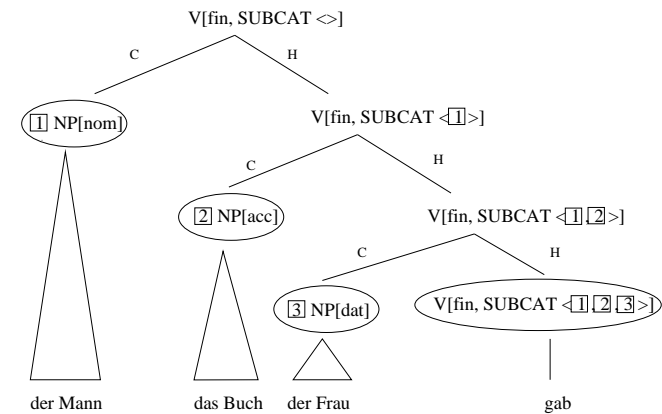 V[fin, SUBCAT <>]
C H
1 NP[nom] V[fin, SUBCAT <1>]
C H
2 NP[acc] V[fin, SUBCAT <1,2>]
C H
3 NP[dat] V[fin, SUBCAT <1,2,3>]
der Mann das Buch der Frau gab